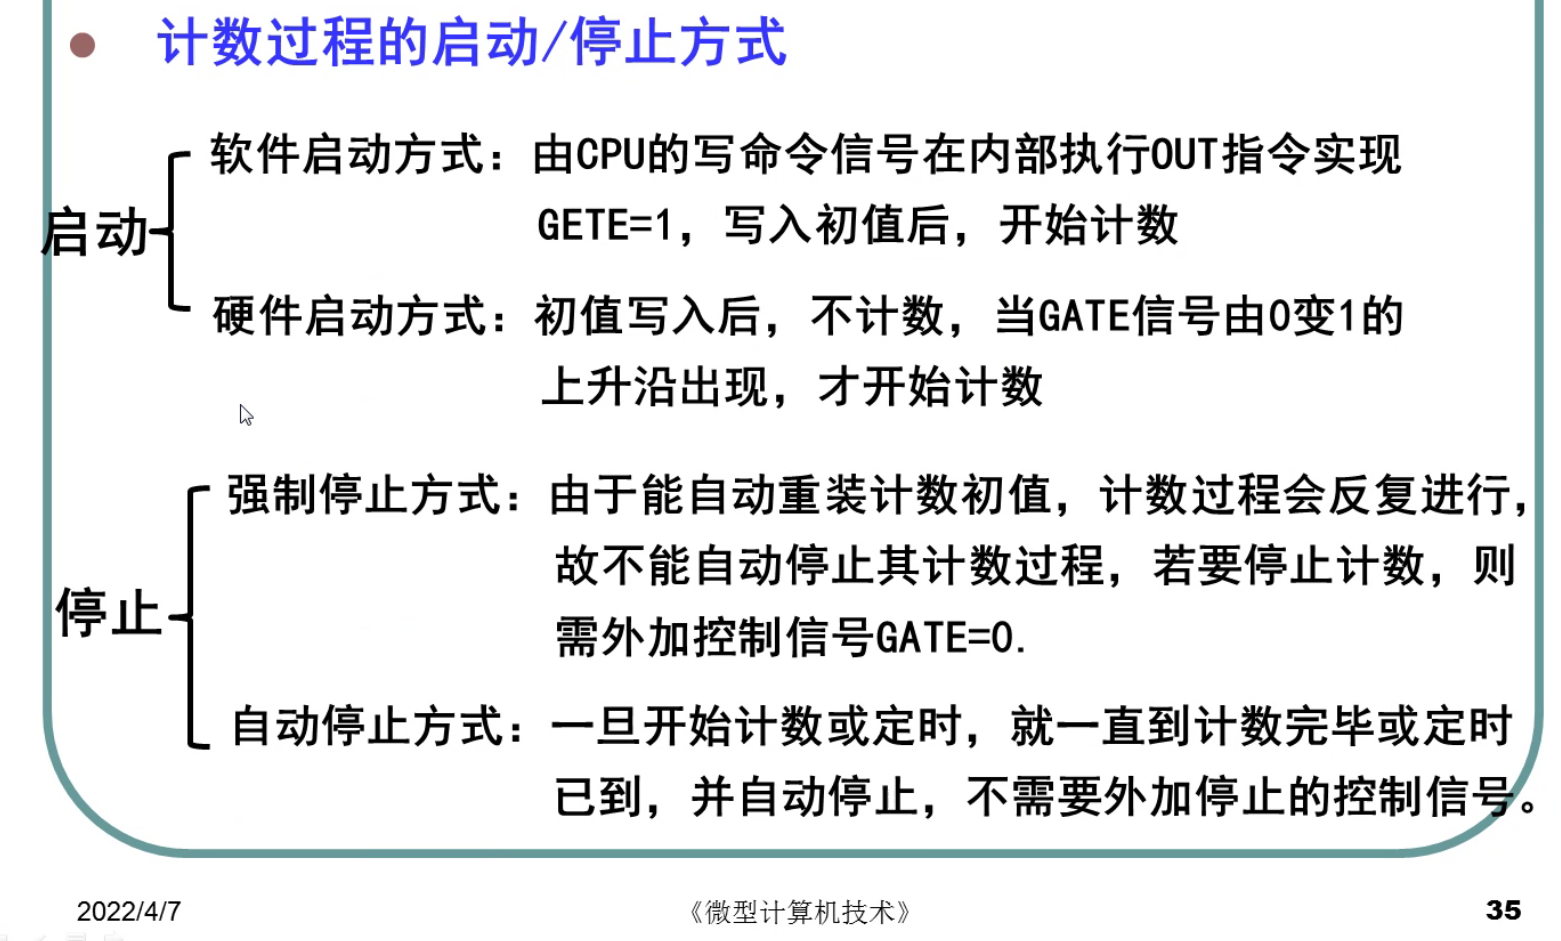 计数过程的启动/停止方式
启动
软件启动方式：由CPU的写命令信号在内部执行OUT指令实现
GETE=1，写入初值后，开始计数
硬件启动方式：初值写入后，不计数，当GATE信号由0变1的
上升沿出现，才开始计数
停止
强制停止方式：由于能自动重装计数初值，计数过程会反复进行，
故不能自动停止其计数过程，若要停止计数，则
需外加控制信号GATE=0.
自动停止方式：一旦开始计数或定时，就一直到计数完毕或定时
已到，并自动停止，不需要外加停止的控制信号。
2022/4/7
《微型计算机技术》
35